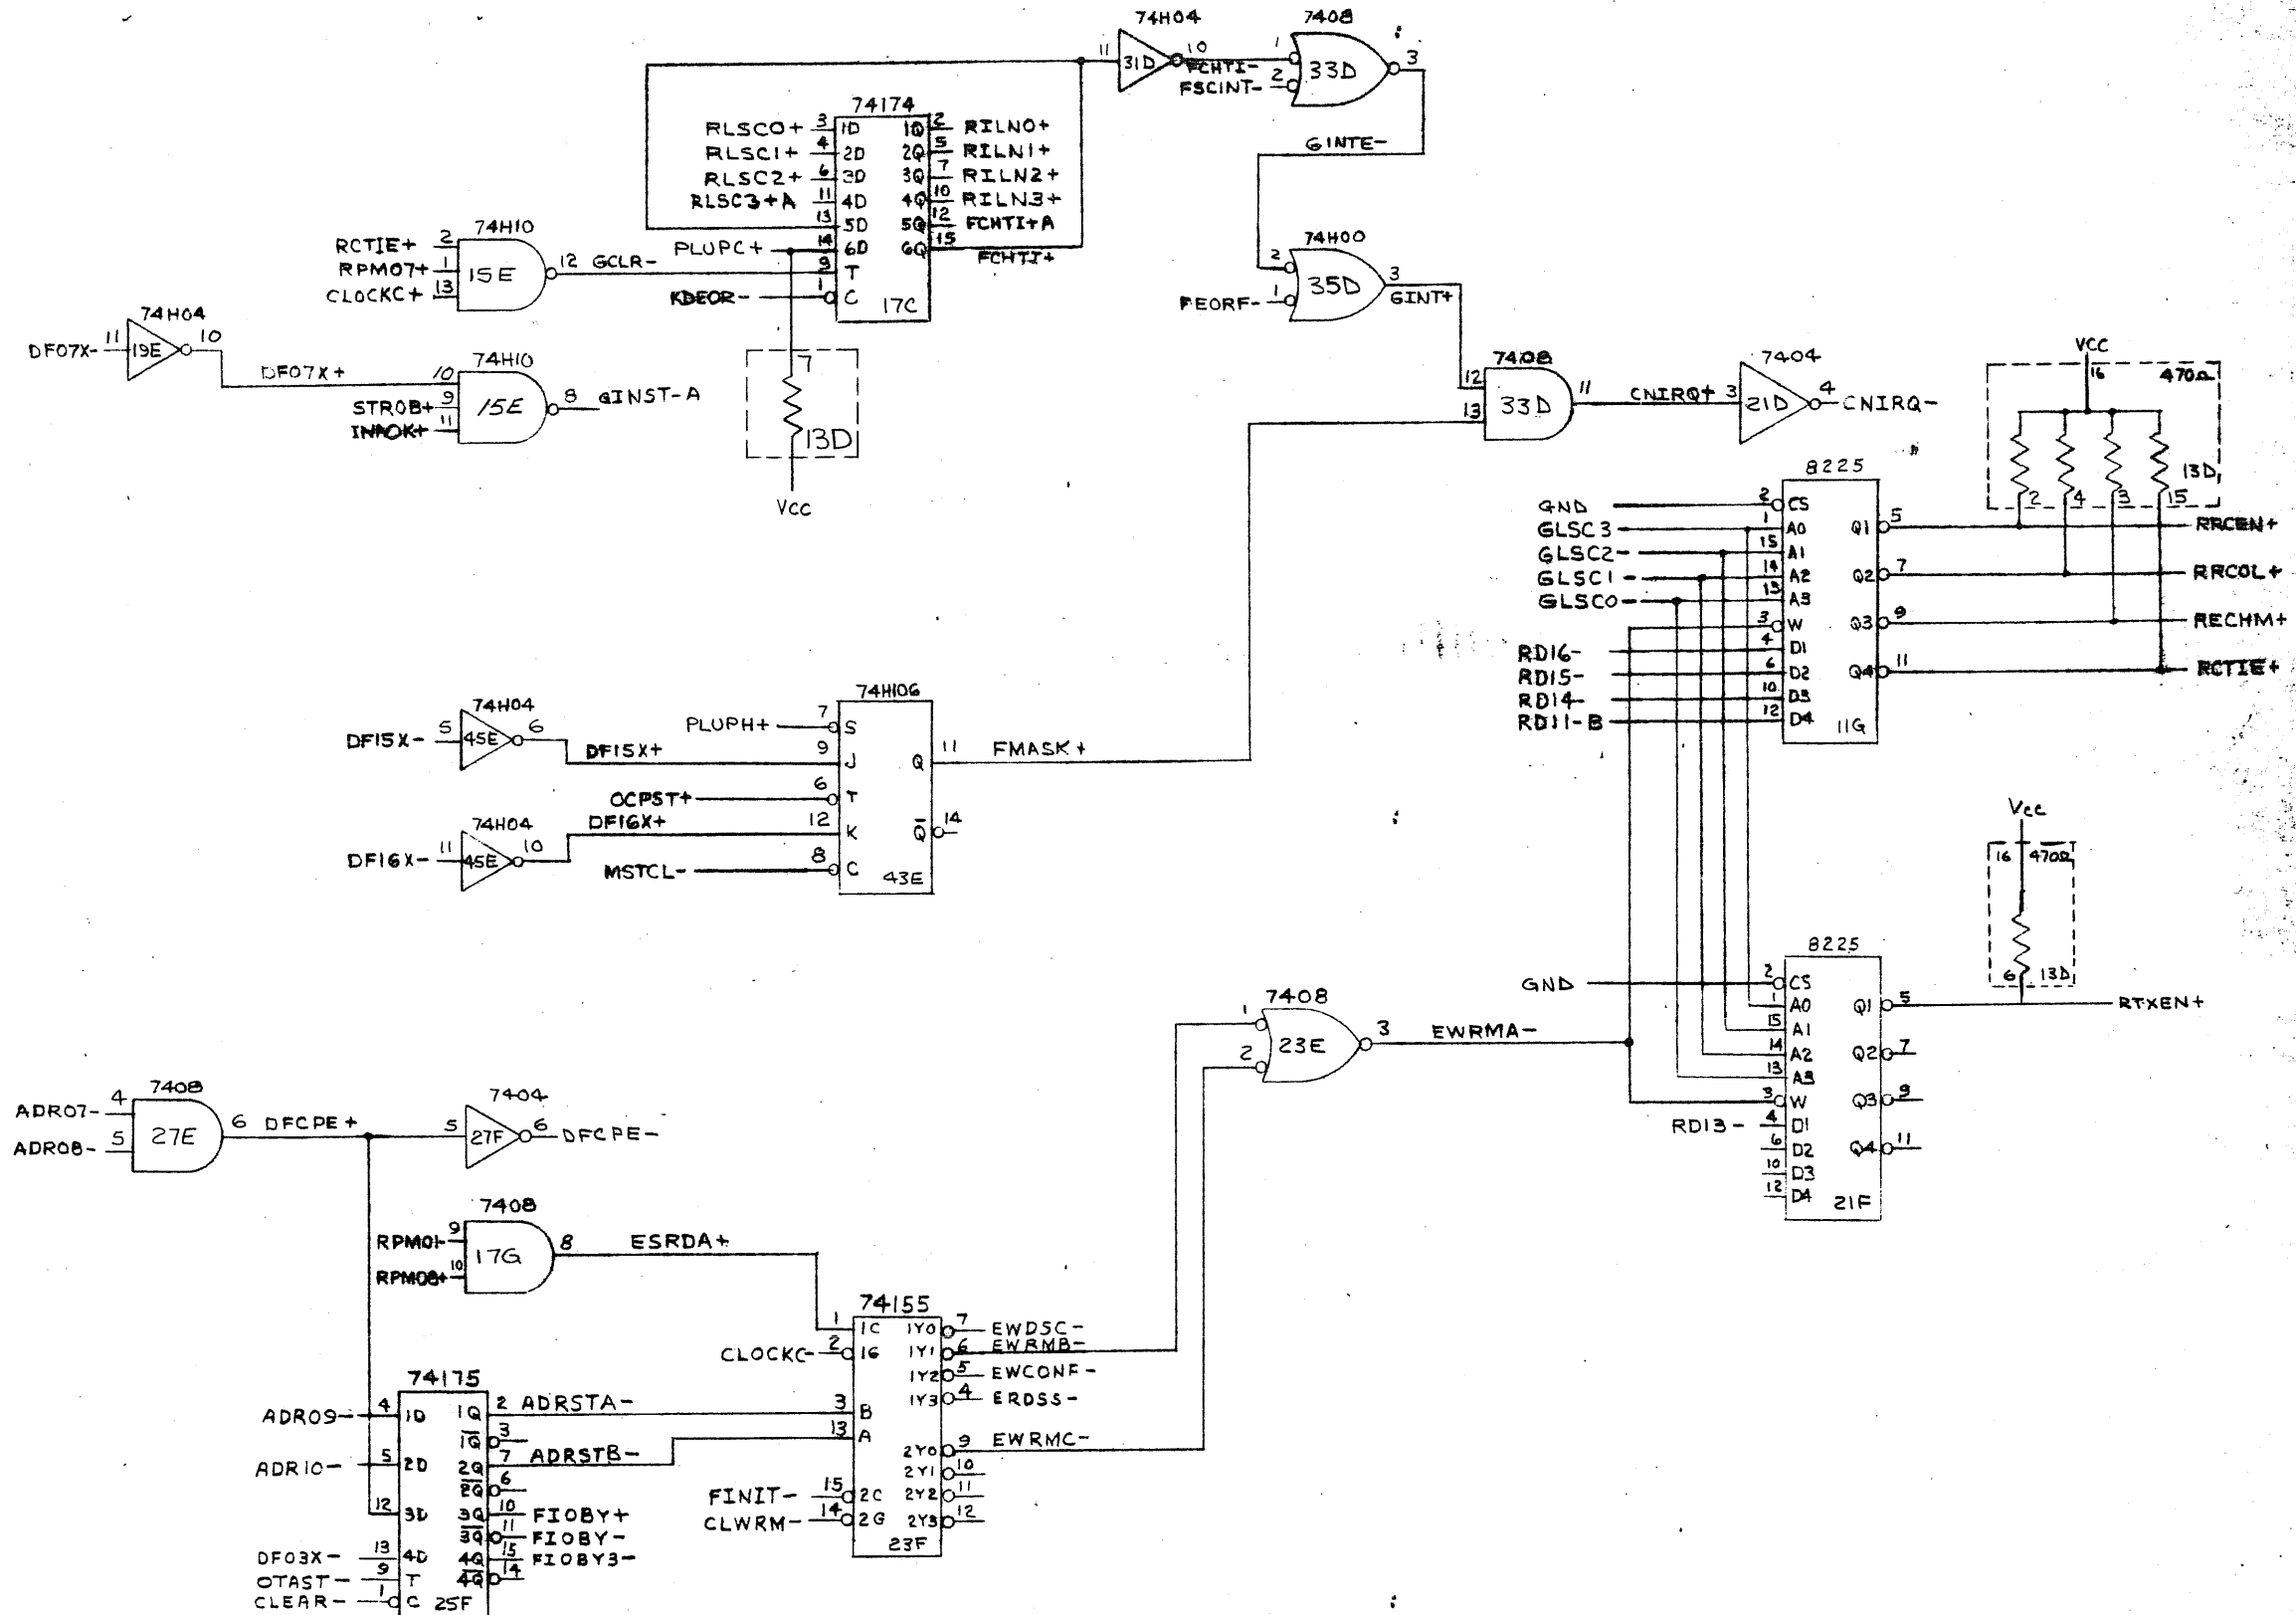 74H04
7408
11
31D
10
FCHTI-
FSCINT-
1
2
33D
3
GINTE-
74174
RLSC0+ 3 1D 1Q 2 RILN0+
RLSC1+ 4 2D 2Q 5 RILN1+
RLSC2+ 6 3D 3Q 7 RILN2+
RLSC3+A 11 4D 4Q 10 RILN3+
13 5D 5Q 12 FCHTI+A
PLUPC+ 14 6D 6Q 15 FCHTI+
9 T
KDEOR- 1 C
17C
74H10
RCTIE+ 2
RPM07+ 1
CLOCKC+ 13
15E
12 GCLR-
74H04
DF07X- 11 19E 10
DF07X+
74H10
10
STROB+ 9
INAOK+ 11
15E
8 GINST-A
7
13D
VCC
74H00
2
FEORF- 1
35D
3
GINT+
7408
12
13
33D
11
CNIRQ+
7404
3 21D 4 CNIRQ-
VCC
16
470Ω
13D
2 4 3 15
8225
GND 2 CS
GLSC3 1 A0 Q1 5 RRCEN+
GLSC2- 15 A1
GLSC1- 14 A2 Q2 7 RRCOL+
GLSC0- 13 A3
3 W Q3 9 RECHM+
RD16- 4 D1
RD15- 6 D2 Q4 11 RCTIE+
RD14- 10 D3
RD11-B 12 D4
11G
74H04
DF15X- 5 45E 6
DF15X+
74H04
DF16X- 11 45E 10
DF16X+
74H106
PLUPH+ 7 S
9 J Q 11 FMASK+
OCPST+ 6 T
12 K Q 14
MSTCL- 8 C
43E
Vcc
16 470Ω
6 13D
8225
GND 2 CS
1 A0 Q1 5 RTXEN+
15 A1
14 A2 Q2 7
13 A3
3 W Q3 9
RD13- 4 D1
6 D2 Q4 11
10 D3
12 D4
21F
7408
1
2
23E
3 EWRMA-
7408
ADR07- 4
ADR08- 5
27E
6 DFCPE+
7404
5 27F 6 DFCPE-
7408
RPM01- 9
RPM08+ 10
17G
8 ESRDA+
74155
1 1C 1Y0 7 EWDSC-
CLOCKC- 2 1G 1Y1 6 EWRMB-
1Y2 5 EWCONF-
1Y3 4 ERDSS-
3 B
13 A
2Y0 9 EWRMC-
2Y1 10
FINIT- 15 2C 2Y2 11
CLWRM- 14 2G 2Y3 12
23F
74175
ADR09- 4 1D 1Q 2 ADRSTA-
1Q 3
ADR10- 5 2D 2Q 7 ADRSTB-
2Q 6
12 3D 3Q 10 FIOBY+
3Q 11 FIOBY-
DF03X- 13 4D 4Q 15 FIOBY3-
OTAST- 9 T 4Q 14
CLEAR- 1 C 25F